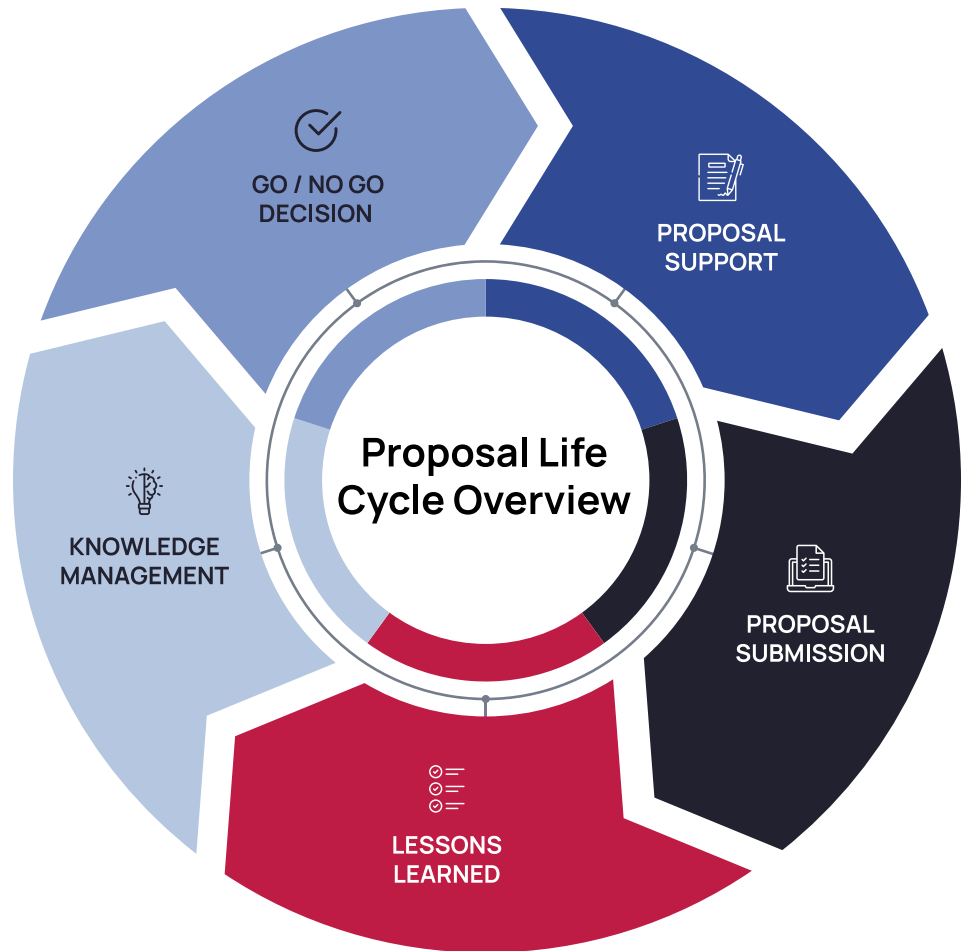 GO / NO GO
DECISION
PROPOSAL
SUPPORT
Proposal Life
Cycle Overview
KNOWLEDGE
MANAGEMENT
PROPOSAL
SUBMISSION
LESSONS
LEARNED